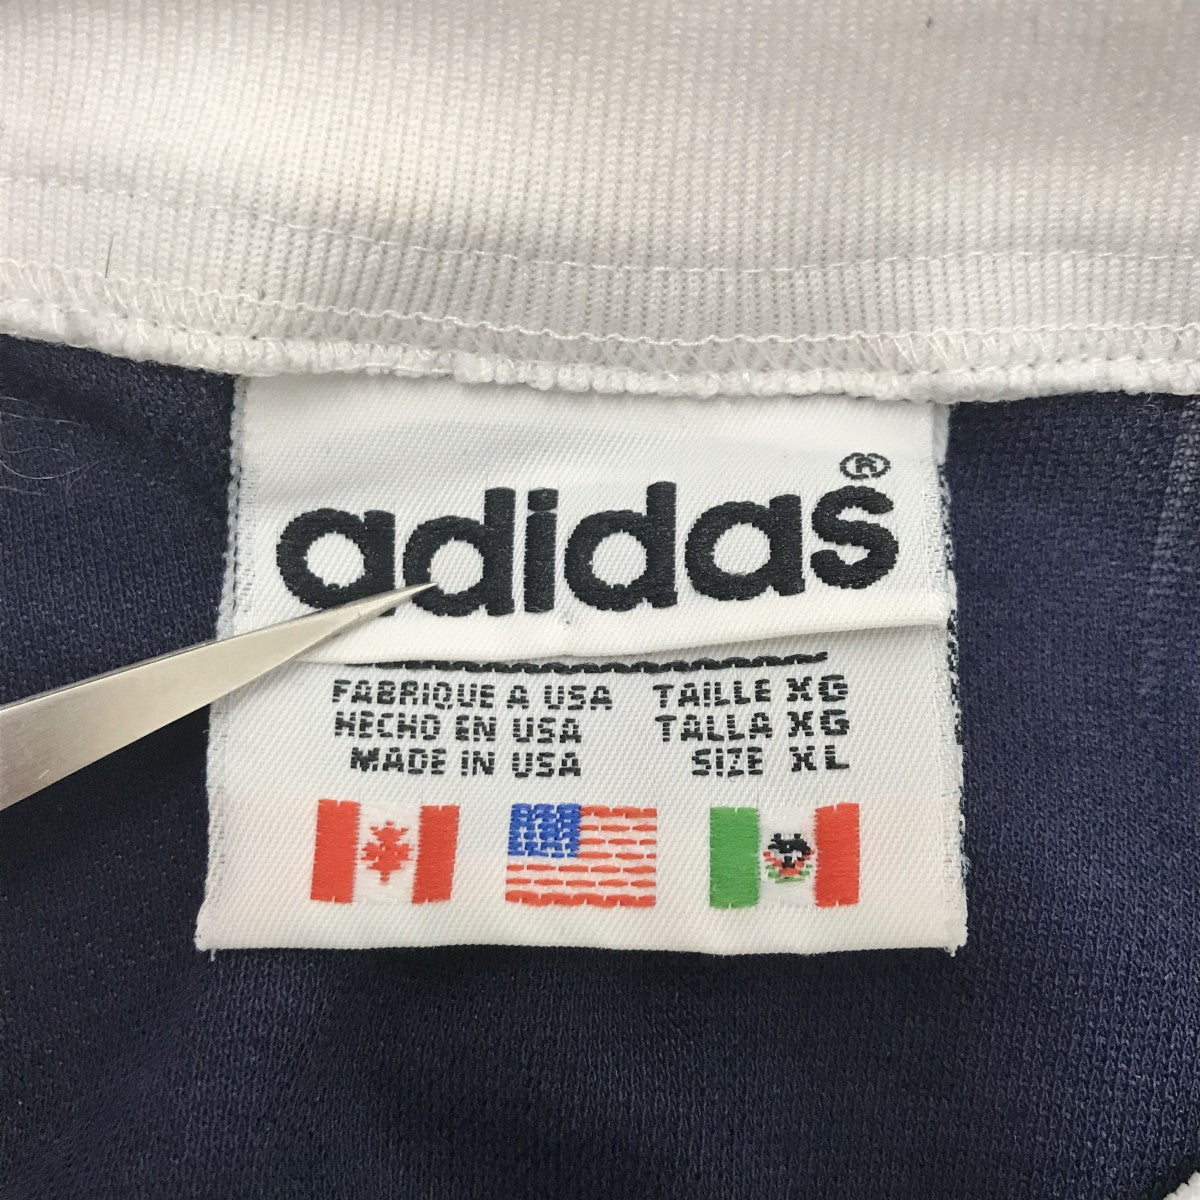 adidas®
FABRIQUE A USA TAILLE XG
HECHO EN USA TALLA XG
MADE IN USA SIZE XL